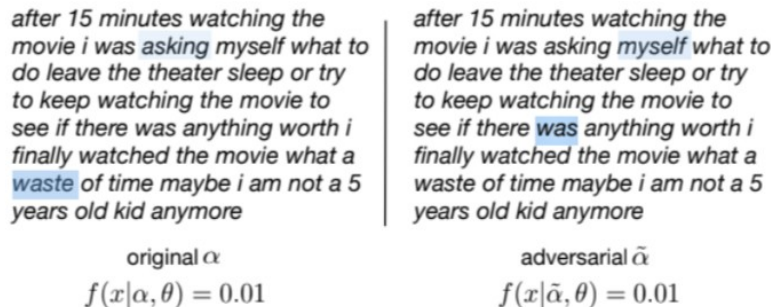 after 15 minutes watching the
movie i was asking myself what to
do leave the theater sleep or try
to keep watching the movie to
see if there was anything worth i
finally watched the movie what a
waste of time maybe i am not a 5
years old kid anymore
original α
f(x|α, θ) = 0.01
after 15 minutes watching the
movie i was asking myself what to
do leave the theater sleep or try
to keep watching the movie to
see if there was anything worth i
finally watched the movie what a
waste of time maybe i am not a 5
years old kid anymore
adversarial α̃
f(x|α̃, θ) = 0.01